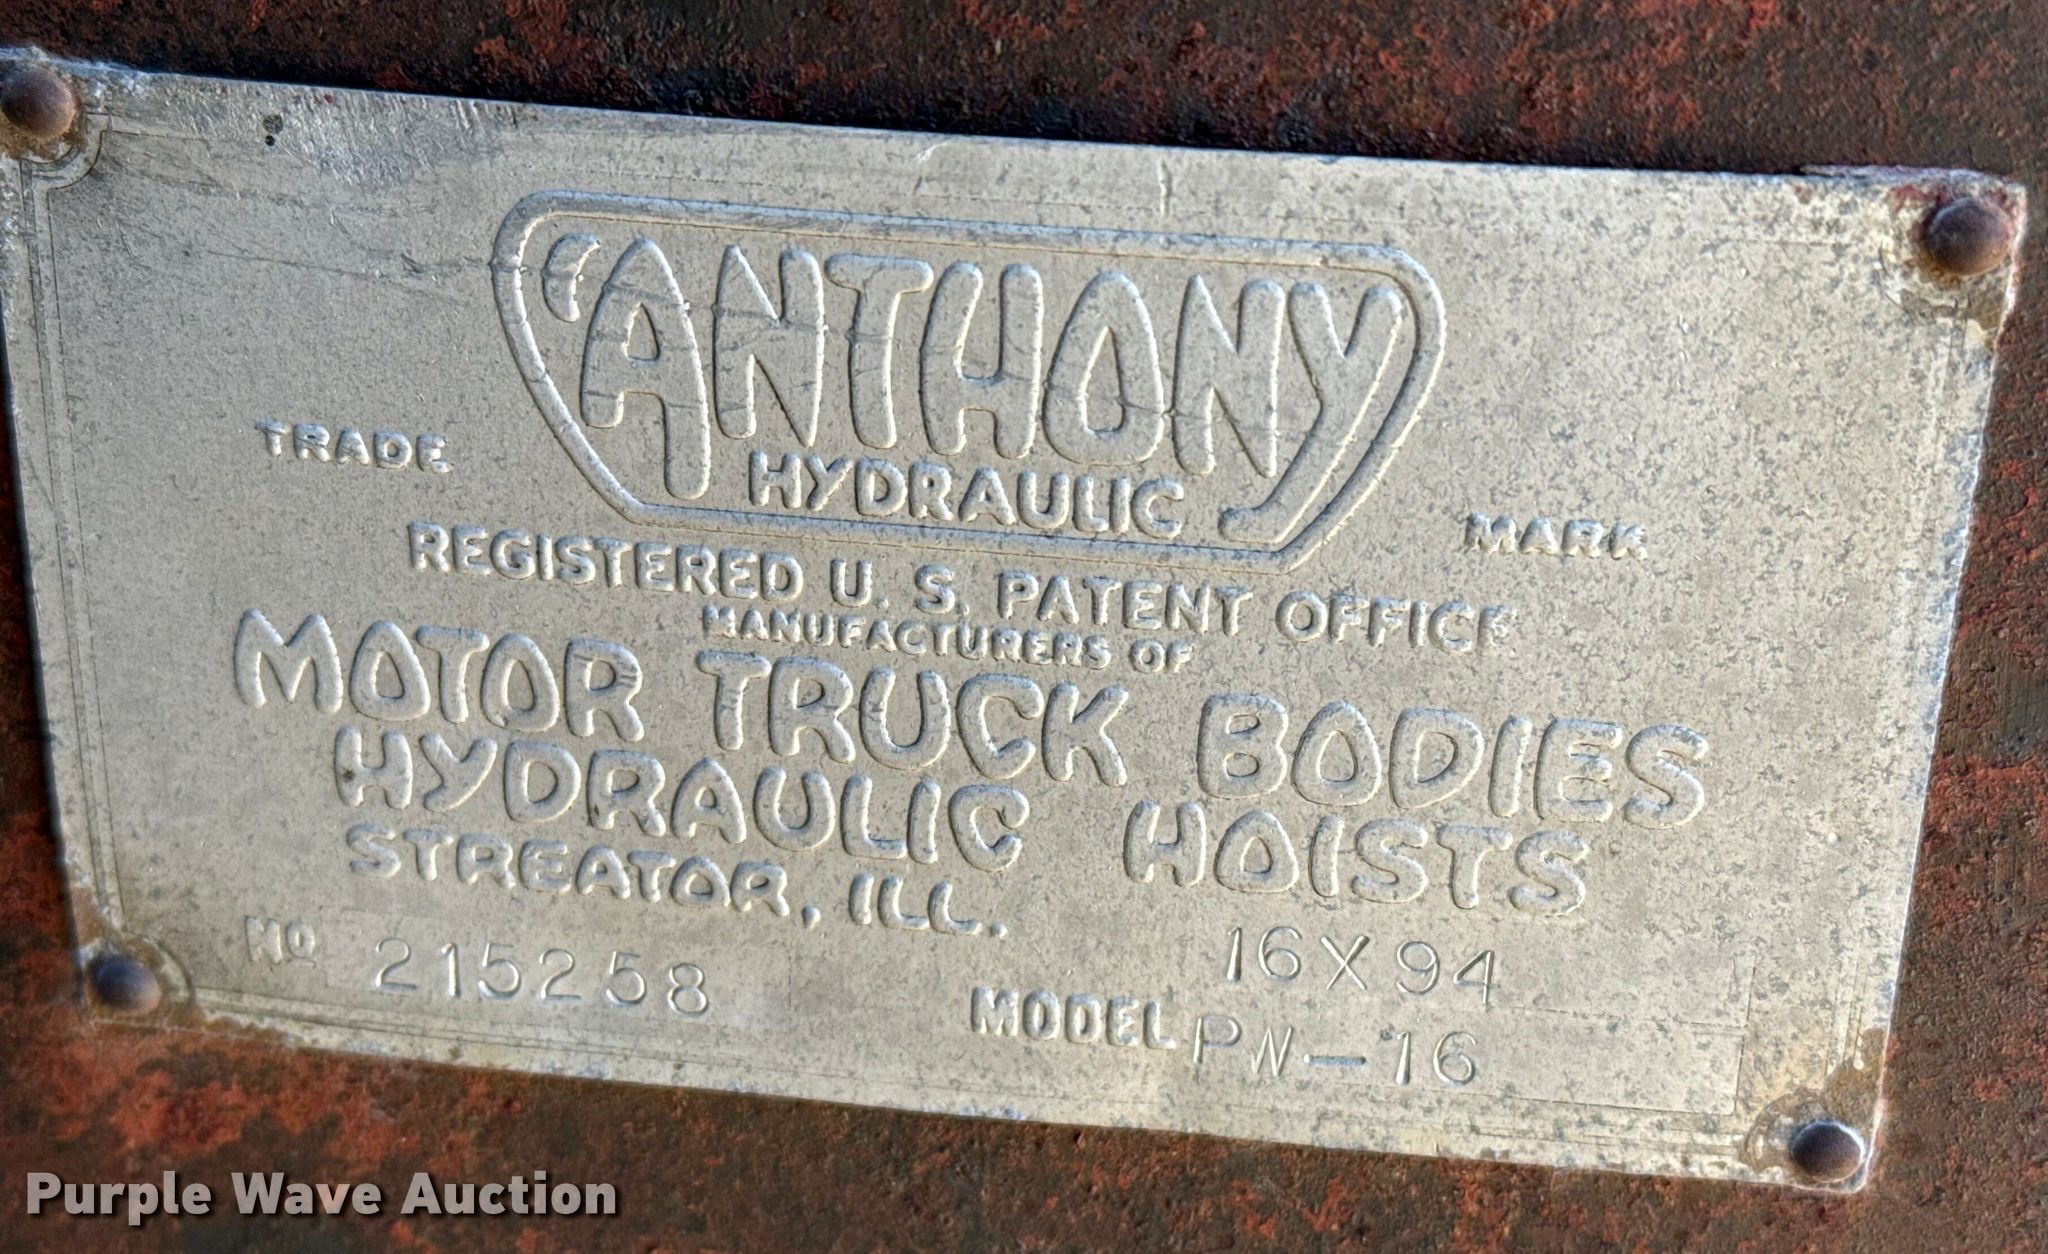 'ANTHONY
HYDRAULIC
TRADE MARK
REGISTERED U. S. PATENT OFFICE
MANUFACTURERS OF
MOTOR TRUCK BODIES
HYDRAULIC HOISTS
STREATOR, ILL.
NO 215258
16X94
MODEL PW-16
Purple Wave Auction